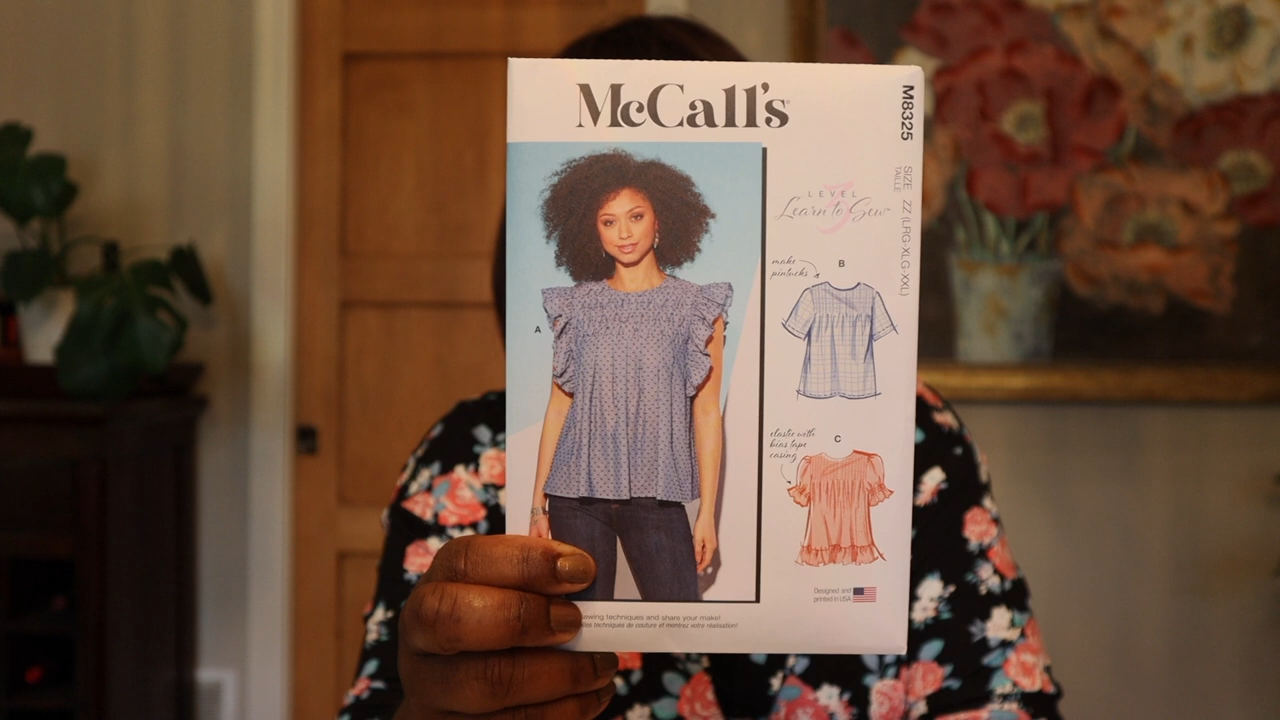 McCall's
M8325
SIZE ZZ (LRG-XLG-XXL)
TAILLE
LEVEL
3
Learn to Sew
make
pintucks
B
A
elastic with
bias tape
casing
C
Designed and
printed in USA
sewing techniques and share your make!
techniques de couture et montrez votre réalisation!